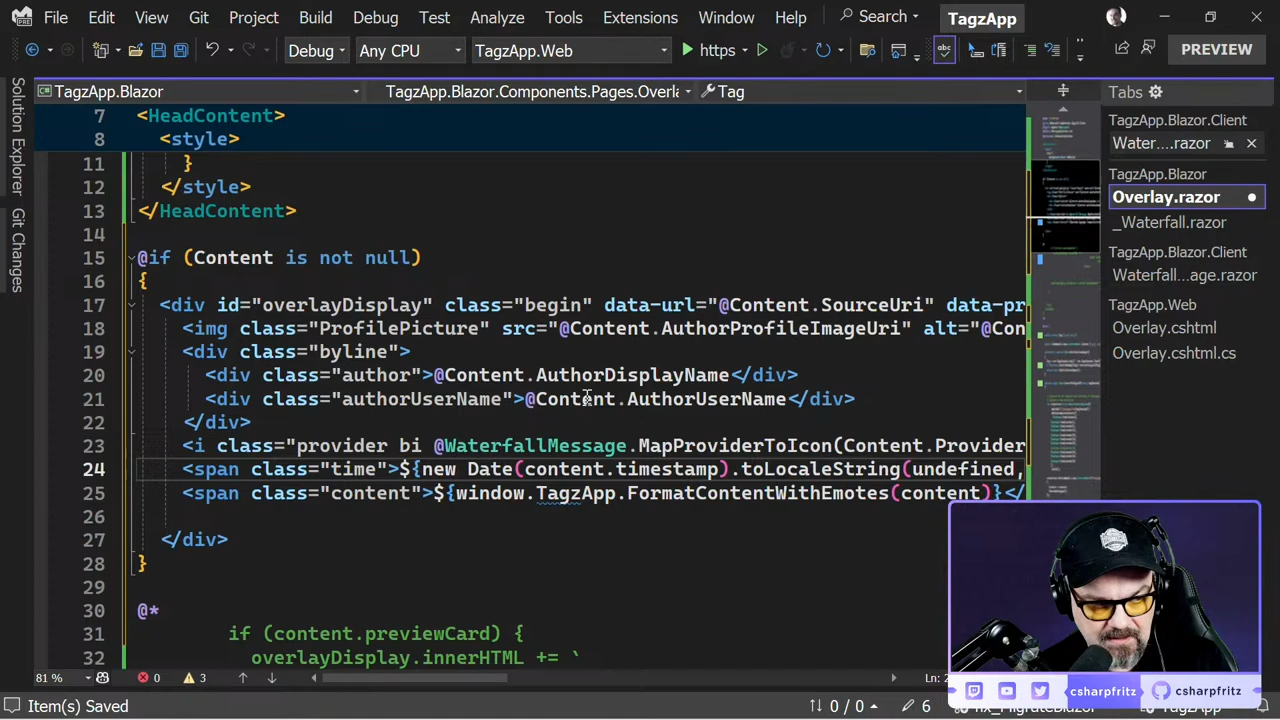 File Edit View Git Project Build Debug Test Analyze Tools Extensions Window Help Search TagzApp
Debug Any CPU TagzApp.Web https abc PREVIEW
Solution Explorer
Git Changes
TagzApp.Blazor TagzApp.Blazor.Components.Pages.Overla Tag
7 <HeadContent>
8 <style>
11 }
12 </style>
13 </HeadContent>
14
15 @if (Content is not null)
16 {
17 <div id="overlayDisplay" class="begin" data-url="@Content.SourceUri" data-pr
18 <img class="ProfilePicture" src="@Content.AuthorProfileImageUri" alt="@Con
19 <div class="byline">
20 <div class="author">@Content.AuthorDisplayName</div>
21 <div class="authorUserName">@Content.AuthorUserName</div>
22 </div>
23 <i class="provider bi @WaterfallMessage.MapProviderToIcon(Content.Provider
24 <span class="time">${new Date(content.timestamp).toLocaleString(undefined,
25 <span class="content">${window.TagzApp.FormatContentWithEmotes(content)}</
26
27 </div>
28 }
29
30 @*
31 if (content.previewCard) {
32 overlayDisplay.innerHTML += `
Tabs
TagzApp.Blazor.Client
Water....razor
TagzApp.Blazor
Overlay.razor
_Waterfall.razor
TagzApp.Blazor.Client
Waterfall...age.razor
TagzApp.Web
Overlay.cshtml
Overlay.cshtml.cs
81 % 0 3
csharpfritz csharpfritz
Item(s) Saved 0 / 0 6 TagzApp